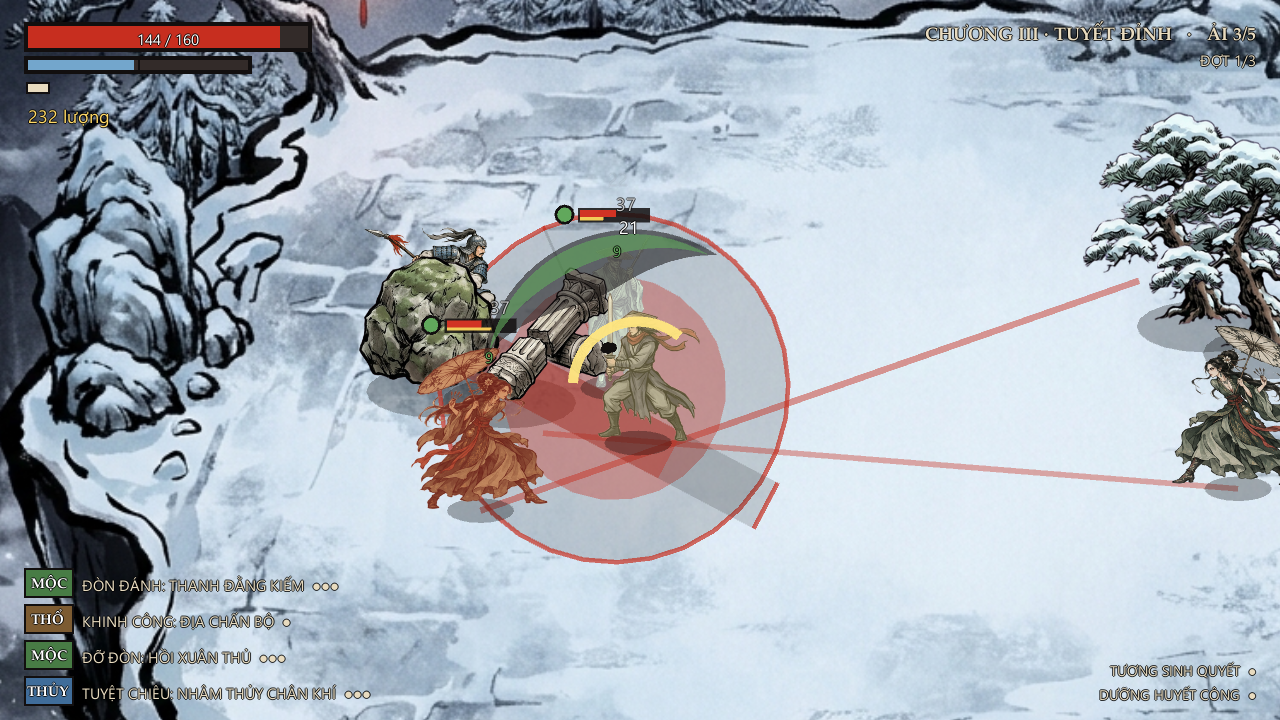 144 / 160
232 lượng
CHƯƠNG III · TUYẾT ĐỈNH · ẢI 3/5
ĐỢT 1/3
37
21
9
37
9
MỘC ĐÒN ĐÁNH: THANH ĐẰNG KIẾM
THỔ KHINH CÔNG: ĐỊA CHẤN BỘ
MỘC ĐỠ ĐÒN: HỒI XUÂN THỦ
THỦY TUYỆT CHIÊU: NHÂM THỦY CHÂN KHÍ
TƯƠNG SINH QUYẾT
DƯỠNG HUYẾT CÔNG